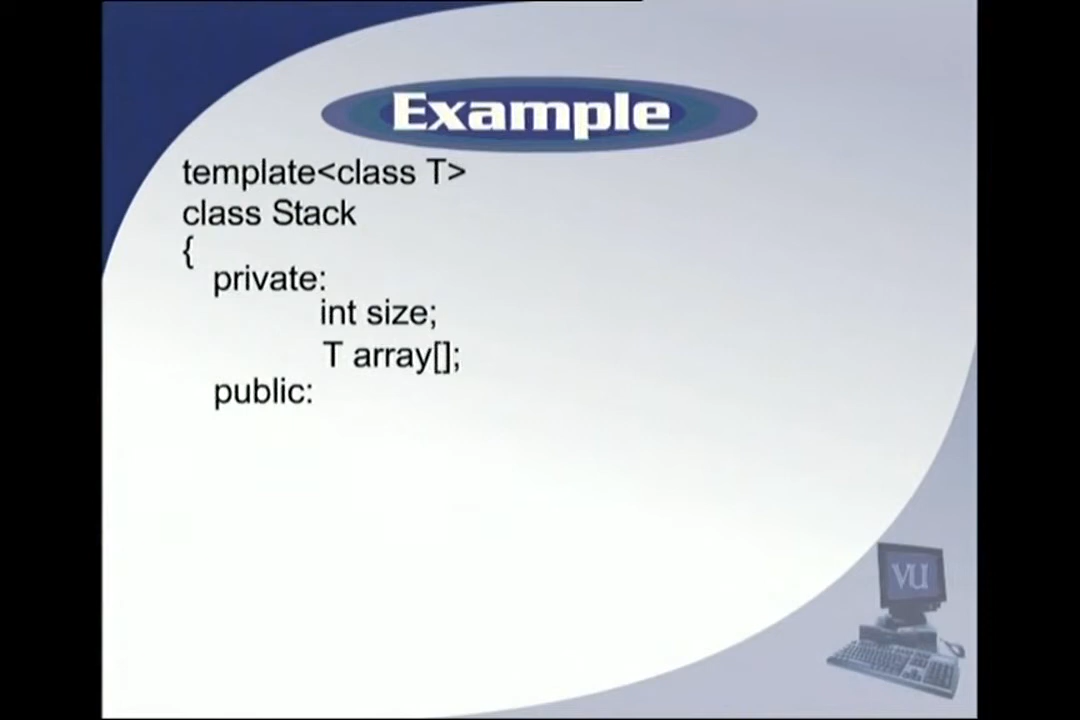 Example
template<class T>
class Stack
{
private:
int size;
T array[];
public:
VU